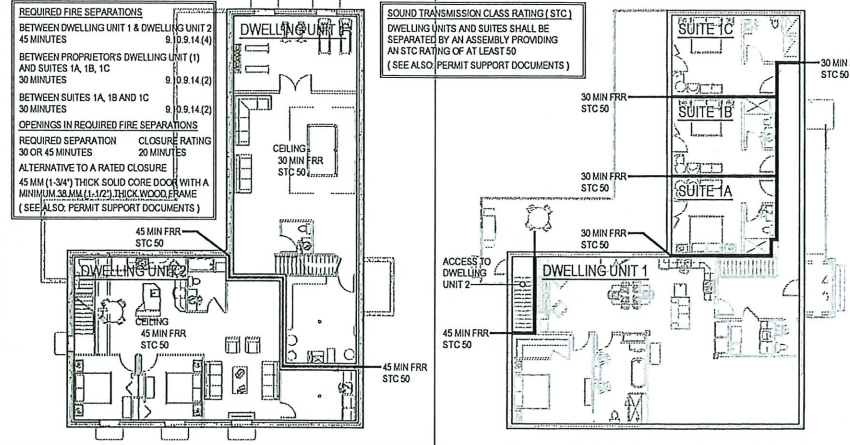 REQUIRED FIRE SEPARATIONS
BETWEEN DWELLING UNIT 1 & DWELLING UNIT 2
45 MINUTES 9.10.9.14.(4)
BETWEEN PROPRIETOR'S DWELLING UNIT (1)
AND SUITES 1A, 1B, 1C
30 MINUTES 9.10.9.14.(2)
BETWEEN SUITES 1A, 1B AND 1C
30 MINUTES 9.10.9.14.(2)
OPENINGS IN REQUIRED FIRE SEPARATIONS
REQUIRED SEPARATION CLOSURE RATING
30 OR 45 MINUTES 20 MINUTES
ALTERNATIVE TO A RATED CLOSURE
45 MM (1-3/4") THICK SOLID CORE DOOR WITH A
MINIMUM 38 MM (1-1/2") THICK WOOD FRAME
( SEE ALSO: PERMIT SUPPORT DOCUMENTS )
DWELLING UNIT
CEILING
30 MIN FRR
STC 50
45 MIN FRR
STC 50
DWELLING UNIT 2
CEILING
45 MIN FRR
STC 50
45 MIN FRR
STC 50
SOUND TRANSMISSION CLASS RATING ( STC )
DWELLING UNITS AND SUITES SHALL BE
SEPARATED BY AN ASSEMBLY PROVIDING
AN STC RATING OF AT LEAST 50
( SEE ALSO: PERMIT SUPPORT DOCUMENTS )
SUITE 1C
30 MIN
STC 50
30 MIN FRR
STC 50
SUITE 1B
30 MIN FRR
STC 50
SUITE 1A
30 MIN FRR
STC 50
ACCESS TO
DWELLING
UNIT 2
DWELLING UNIT 1
45 MIN FRR
STC 50